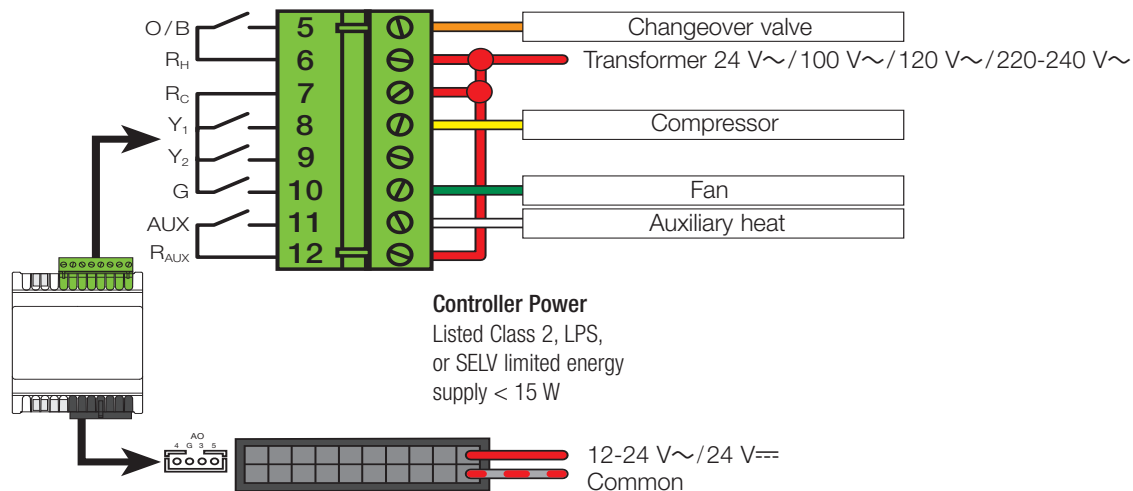 O/B 5 Changeover valve
RH 6 Transformer 24 V～/100 V～/120 V～/220-240 V～
RC 7
Y1 8 Compressor
Y2 9
G 10 Fan
AUX 11 Auxiliary heat
RAUX 12
Controller Power
Listed Class 2, LPS,
or SELV limited energy
supply < 15 W
AO
4 G 3 5
12-24 V～/24 V⎓
Common